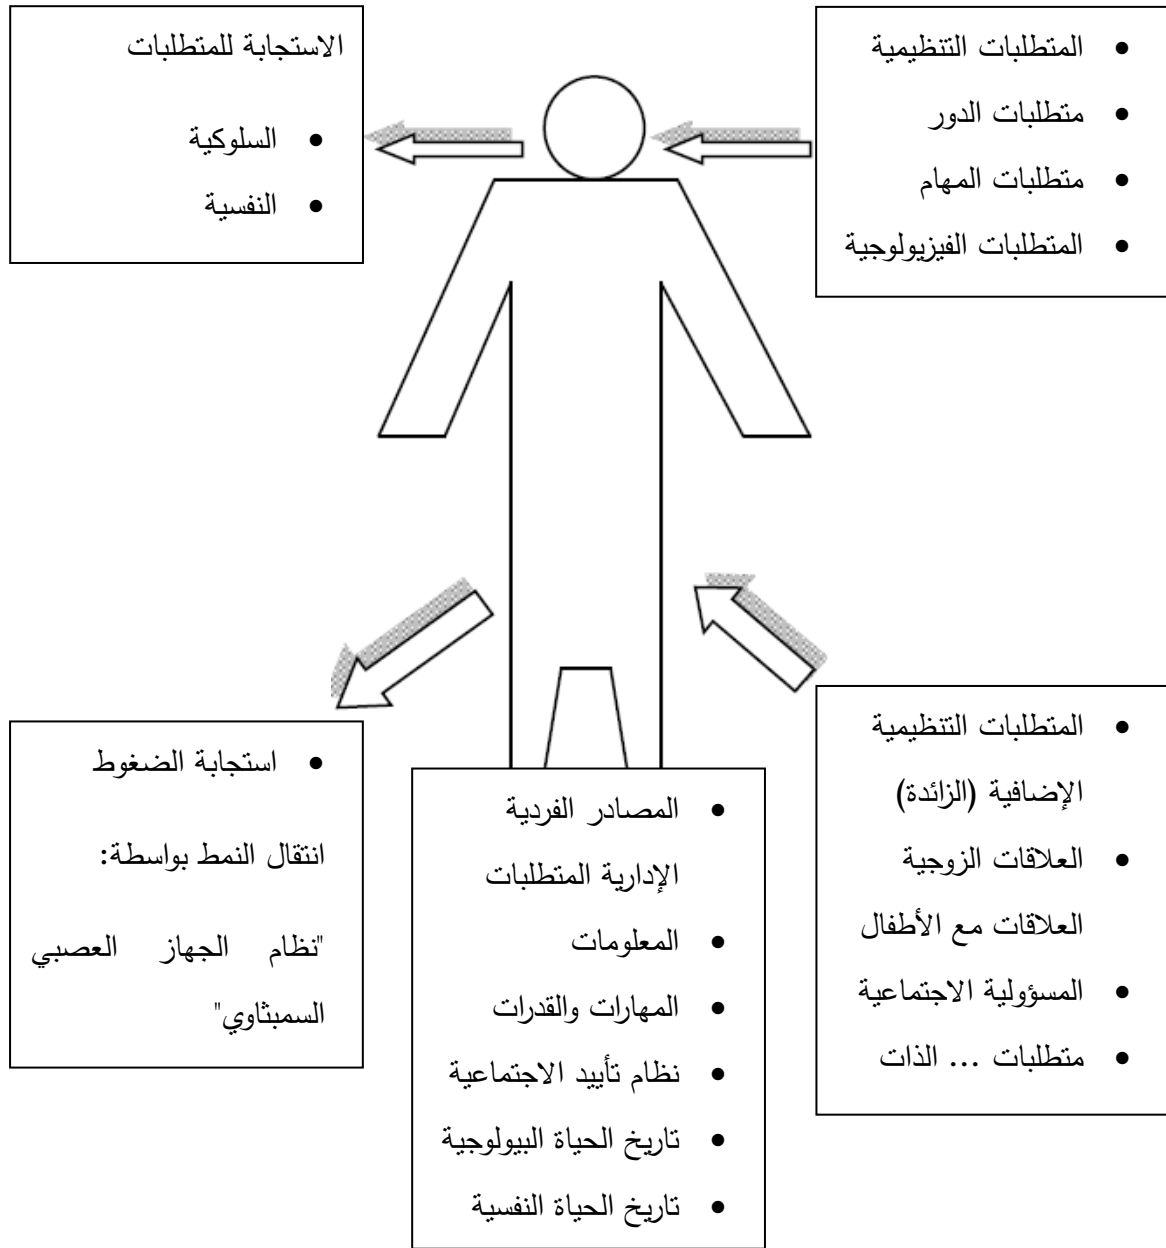 • المتطلبات التنظيمية
• متطلبات الدور
• متطلبات المهام
• المتطلبات الفيزيولوجية
الاستجابة للمتطلبات
• السلوكية
• النفسية
• المتطلبات التنظيمية
الإضافية (الزائدة)
• العلاقات الزوجية
العلاقات مع الأطفال
• المسؤولية الاجتماعية
• متطلبات ... الذات
• المصادر الفردية
الإدارية المتطلبات
• المعلومات
• المهارات والقدرات
• نظام تأييد الاجتماعية
• تاريخ الحياة البيولوجية
• تاريخ الحياة النفسية
• استجابة الضغوط
انتقال النمط بواسطة:
"نظام الجهاز العصبي
السمبثاوي"